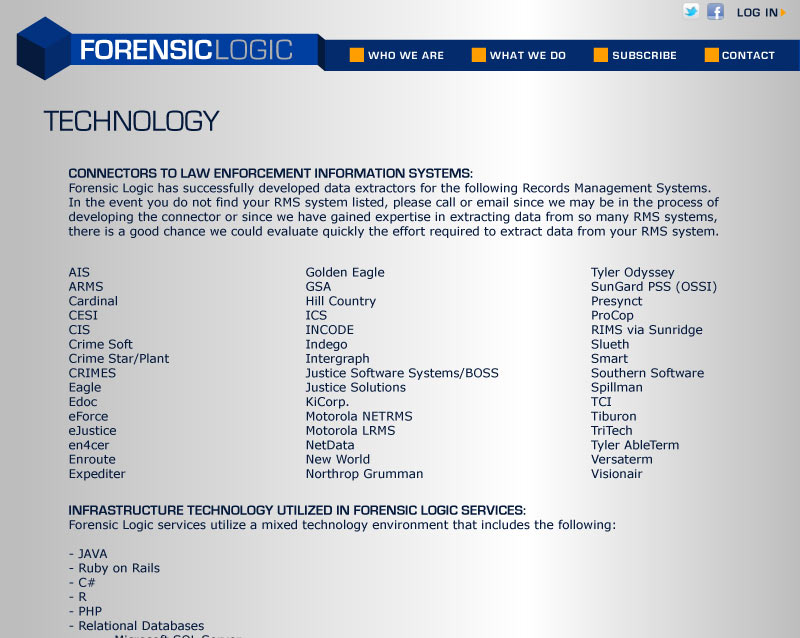 LOG IN
FORENSICLOGIC
WHO WE ARE
WHAT WE DO
SUBSCRIBE
CONTACT
TECHNOLOGY
CONNECTORS TO LAW ENFORCEMENT INFORMATION SYSTEMS:
Forensic Logic has successfully developed data extractors for the following Records Management Systems.
In the event you do not find your RMS system listed, please call or email since we may be in the process of
developing the connector or since we have gained expertise in extracting data from so many RMS systems,
there is a good chance we could evaluate quickly the effort required to extract data from your RMS system.
AIS
ARMS
Cardinal
CESI
CIS
Crime Soft
Crime Star/Plant
CRIMES
Eagle
Edoc
eForce
eJustice
en4cer
Enroute
Expediter
Golden Eagle
GSA
Hill Country
ICS
INCODE
Indego
Intergraph
Justice Software Systems/BOSS
Justice Solutions
KiCorp.
Motorola NETRMS
Motorola LRMS
NetData
New World
Northrop Grumman
Tyler Odyssey
SunGard PSS (OSSI)
Presynct
ProCop
RIMS via Sunridge
Slueth
Smart
Southern Software
Spillman
TCI
Tiburon
TriTech
Tyler AbleTerm
Versaterm
Visionair
INFRASTRUCTURE TECHNOLOGY UTILIZED IN FORENSIC LOGIC SERVICES:
Forensic Logic services utilize a mixed technology environment that includes the following:
- JAVA
- Ruby on Rails
- C#
- R
- PHP
- Relational Databases